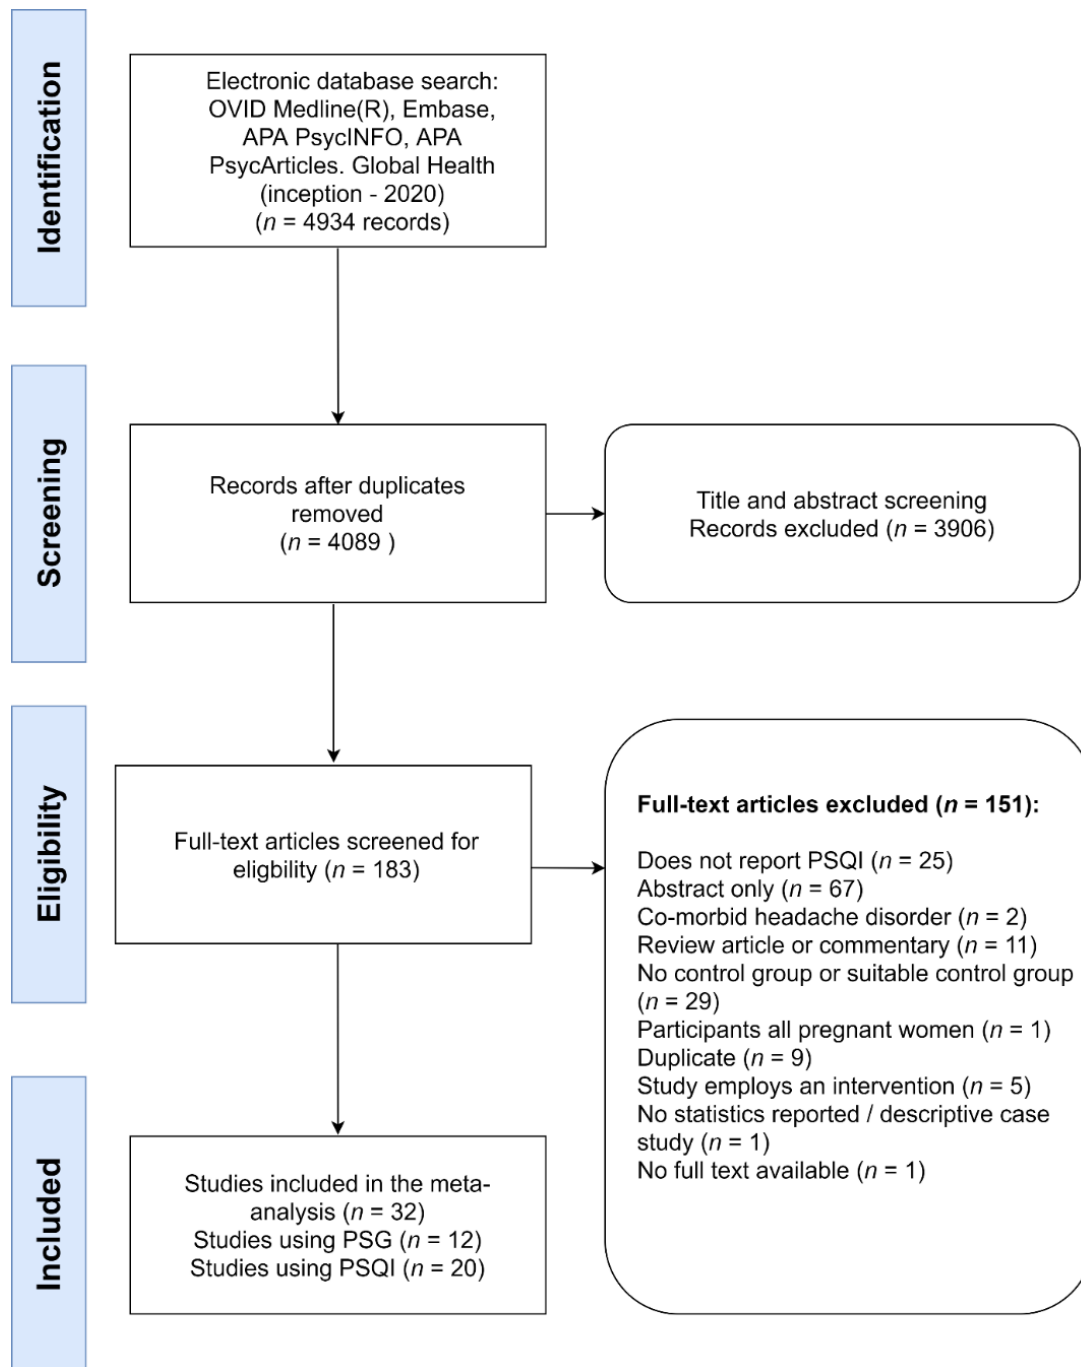 Identification
Electronic database search:
OVID Medline(R), Embase,
APA PsycINFO, APA
PsycArticles. Global Health
(inception - 2020)
(n = 4934 records)
Screening
Records after duplicates
removed
(n = 4089 )
Title and abstract screening
Records excluded (n = 3906)
Eligibility
Full-text articles screened for
eligbility (n = 183)
Full-text articles excluded (n = 151):
Does not report PSQI (n = 25)
Abstract only (n = 67)
Co-morbid headache disorder (n = 2)
Review article or commentary (n = 11)
No control group or suitable control group
(n = 29)
Participants all pregnant women (n = 1)
Duplicate (n = 9)
Study employs an intervention (n = 5)
No statistics reported / descriptive case
study (n = 1)
No full text available (n = 1)
Included
Studies included in the meta-
analysis (n = 32)
Studies using PSG (n = 12)
Studies using PSQI (n = 20)